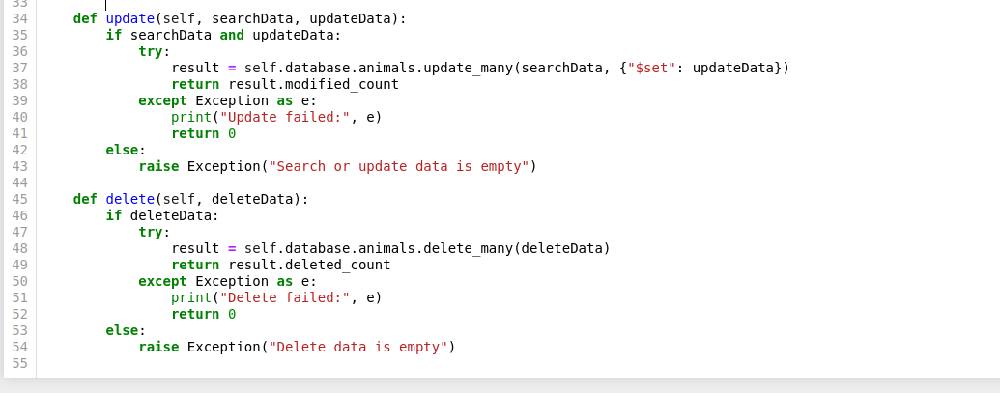 33
34     def update(self, searchData, updateData):
35         if searchData and updateData:
36             try:
37                 result = self.database.animals.update_many(searchData, {"$set": updateData})
38                 return result.modified_count
39             except Exception as e:
40                 print("Update failed:", e)
41                 return 0
42         else:
43             raise Exception("Search or update data is empty")
44
45     def delete(self, deleteData):
46         if deleteData:
47             try:
48                 result = self.database.animals.delete_many(deleteData)
49                 return result.deleted_count
50             except Exception as e:
51                 print("Delete failed:", e)
52                 return 0
53         else:
54             raise Exception("Delete data is empty")
55